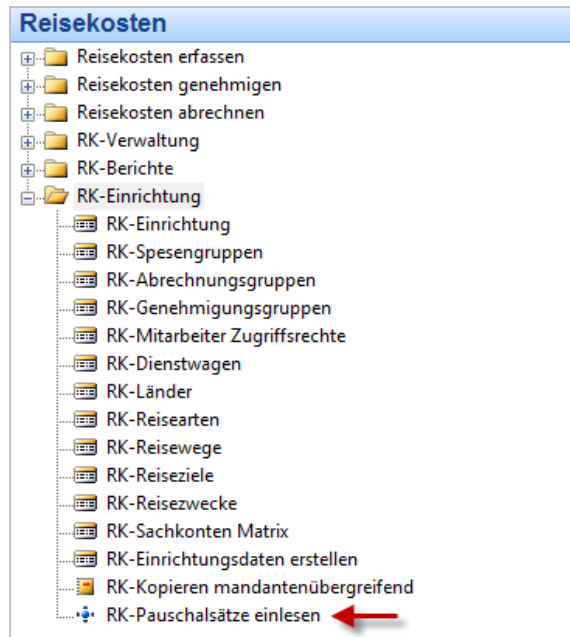 Reisekosten
Reisekosten erfassen
Reisekosten genehmigen
Reisekosten abrechnen
RK-Verwaltung
RK-Berichte
RK-Einrichtung
RK-Einrichtung
RK-Spesengruppen
RK-Abrechnungsgruppen
RK-Genehmigungsgruppen
RK-Mitarbeiter Zugriffsrechte
RK-Dienstwagen
RK-Länder
RK-Reisearten
RK-Reisewege
RK-Reiseziele
RK-Reisezwecke
RK-Sachkonten Matrix
RK-Einrichtungsdaten erstellen
RK-Kopieren mandantenübergreifend
RK-Pauschalsätze einlesen